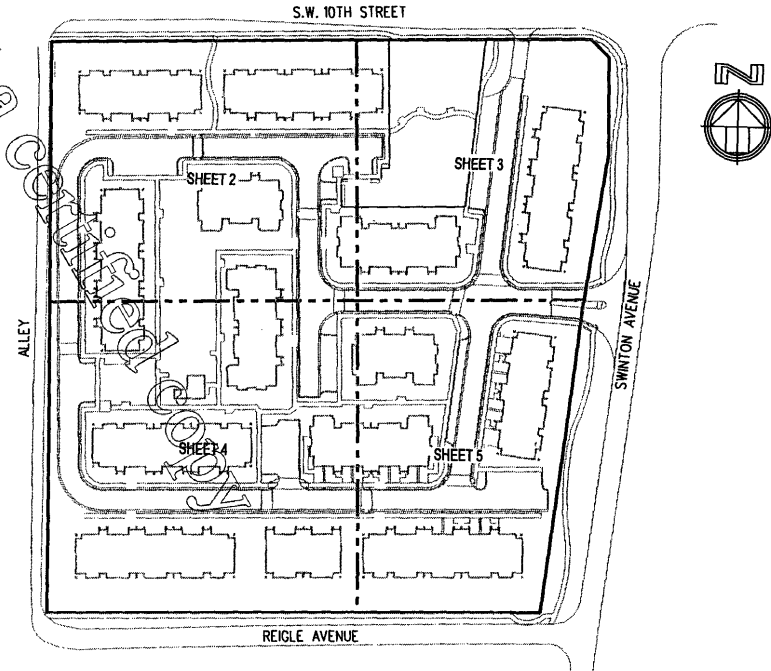 S.W. 10TH STREET
N
SHEET 2
SHEET 3
a certified copy
ALLEY
SWINTON AVENUE
SHEET 4
SHEET 5
REIGLE AVENUE